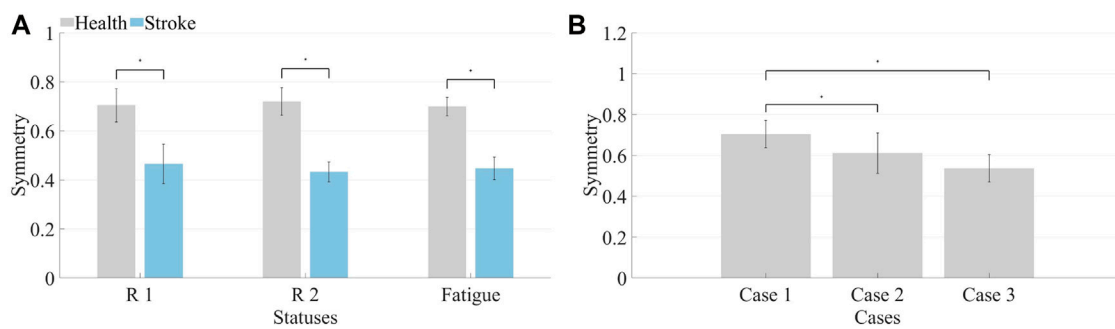 A
Health Stroke
1
0.8
0.6
0.4
0.2
0
Symmetry
*
*
*
R 1 R 2 Fatigue
Statuses
B
1.2
1
0.8
0.6
0.4
0.2
0
Symmetry
*
*
Case 1 Case 2 Case 3
Cases